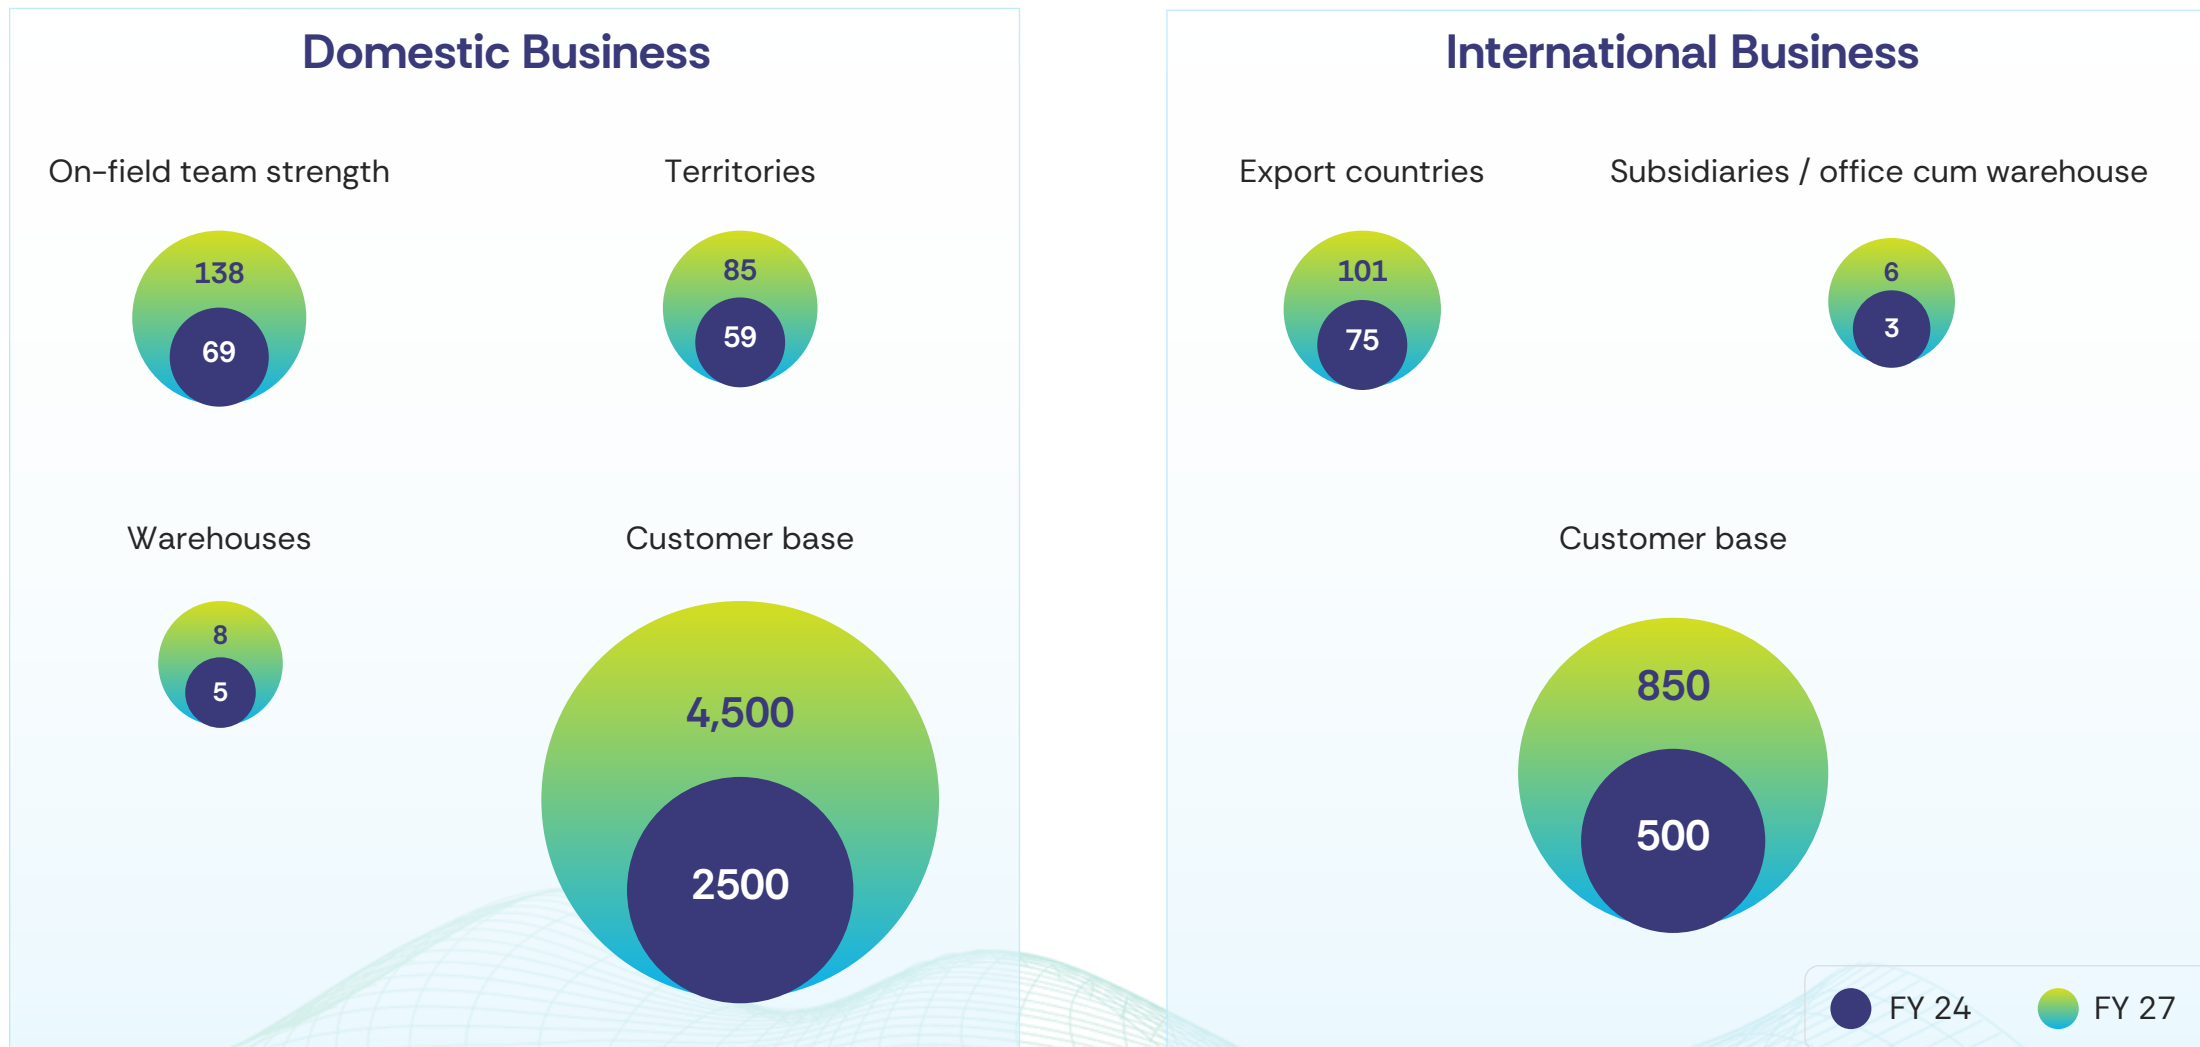 Domestic Business
On-field team strength
138
69
Territories
85
59
Warehouses
8
5
Customer base
4,500
2500
International Business
Export countries
101
75
Subsidiaries / office cum warehouse
6
3
Customer base
850
500
FY 24
FY 27